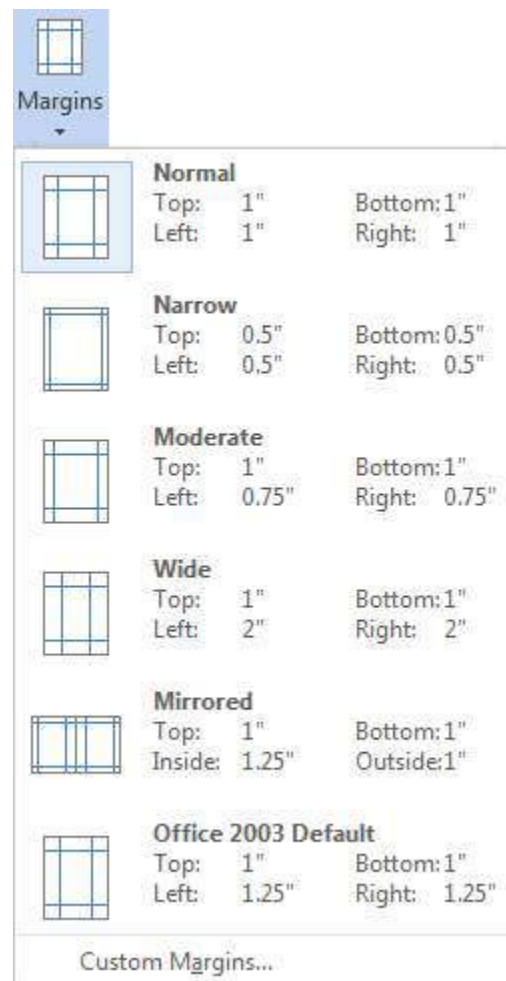 Margins
Normal
Top: 1" Bottom: 1"
Left: 1" Right: 1"
Narrow
Top: 0.5" Bottom: 0.5"
Left: 0.5" Right: 0.5"
Moderate
Top: 1" Bottom: 1"
Left: 0.75" Right: 0.75"
Wide
Top: 1" Bottom: 1"
Left: 2" Right: 2"
Mirrored
Top: 1" Bottom: 1"
Inside: 1.25" Outside: 1"
Office 2003 Default
Top: 1" Bottom: 1"
Left: 1.25" Right: 1.25"
Custom Margins...